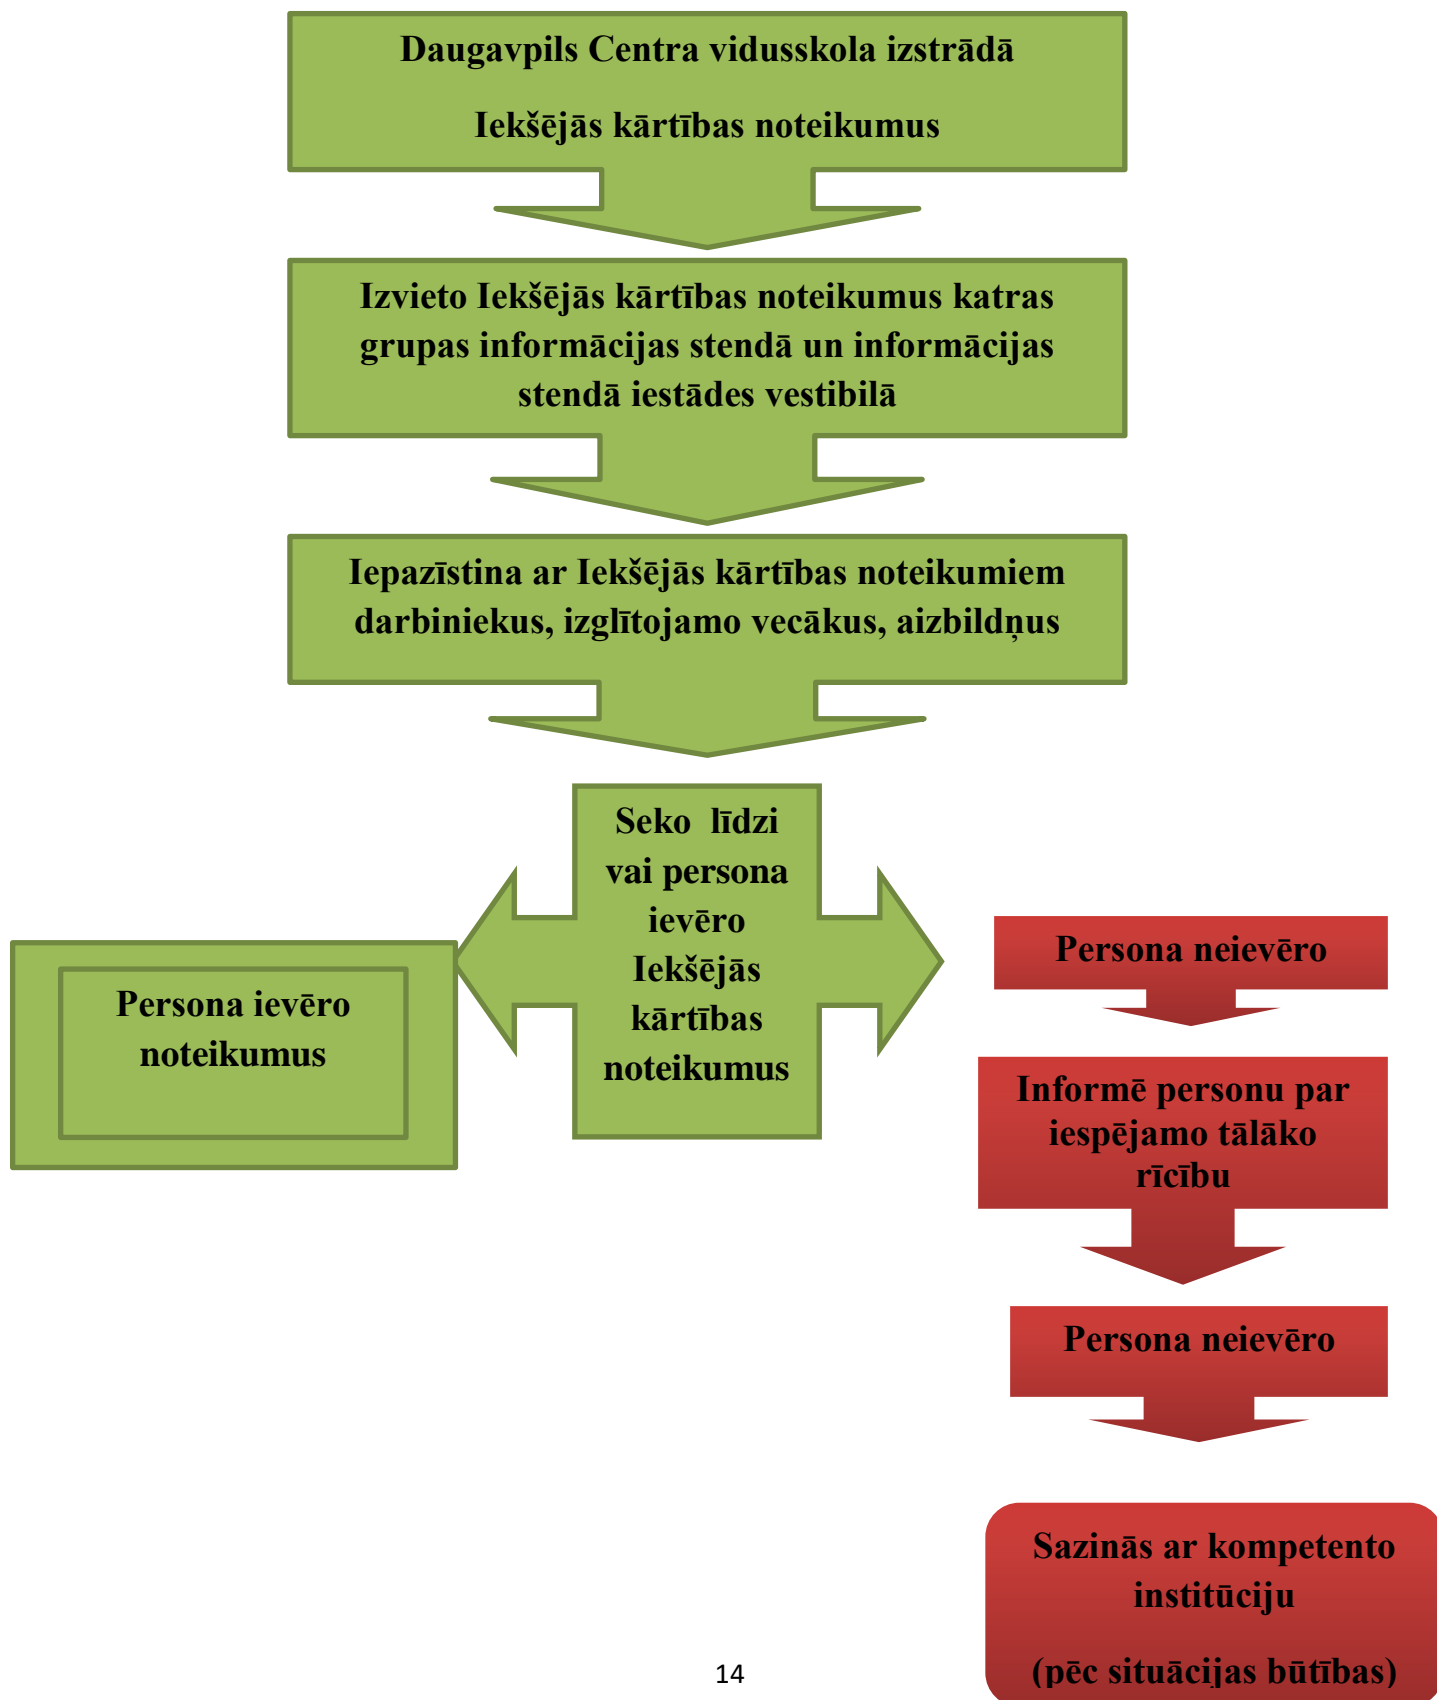 Daugavpils Centra vidusskola izstrādā
Iekšējās kārtības noteikumus
Izvieto Iekšējās kārtības noteikumus katras
grupas informācijas stendā un informācijas
stendā iestādes vestibilā
Iepazīstina ar Iekšējās kārtības noteikumiem
darbiniekus, izglītojamo vecākus, aizbildņus
Seko līdzi
vai persona
ievēro
Iekšējās
kārtības
noteikumus
Persona ievēro
noteikumus
Persona neievēro
Informē personu par
iespējamo tālāko
rīcību
Persona neievēro
Sazinās ar kompetento
institūciju
(pēc situācijas būtības)
14